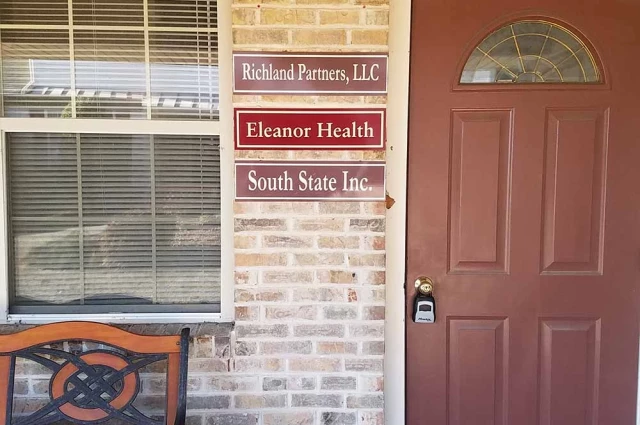 Richland Partners, LLC
Eleanor Health
South State Inc.